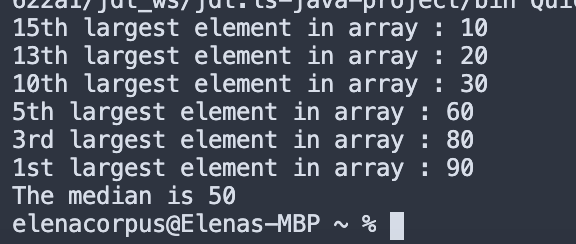 622a1/jdt_ws/jdt.ls-java-project/bin
15th largest element in array : 10
13th largest element in array : 20
10th largest element in array : 30
5th largest element in array : 60
3rd largest element in array : 80
1st largest element in array : 90
The median is 50
elenacorpus@Elenas-MBP ~ %